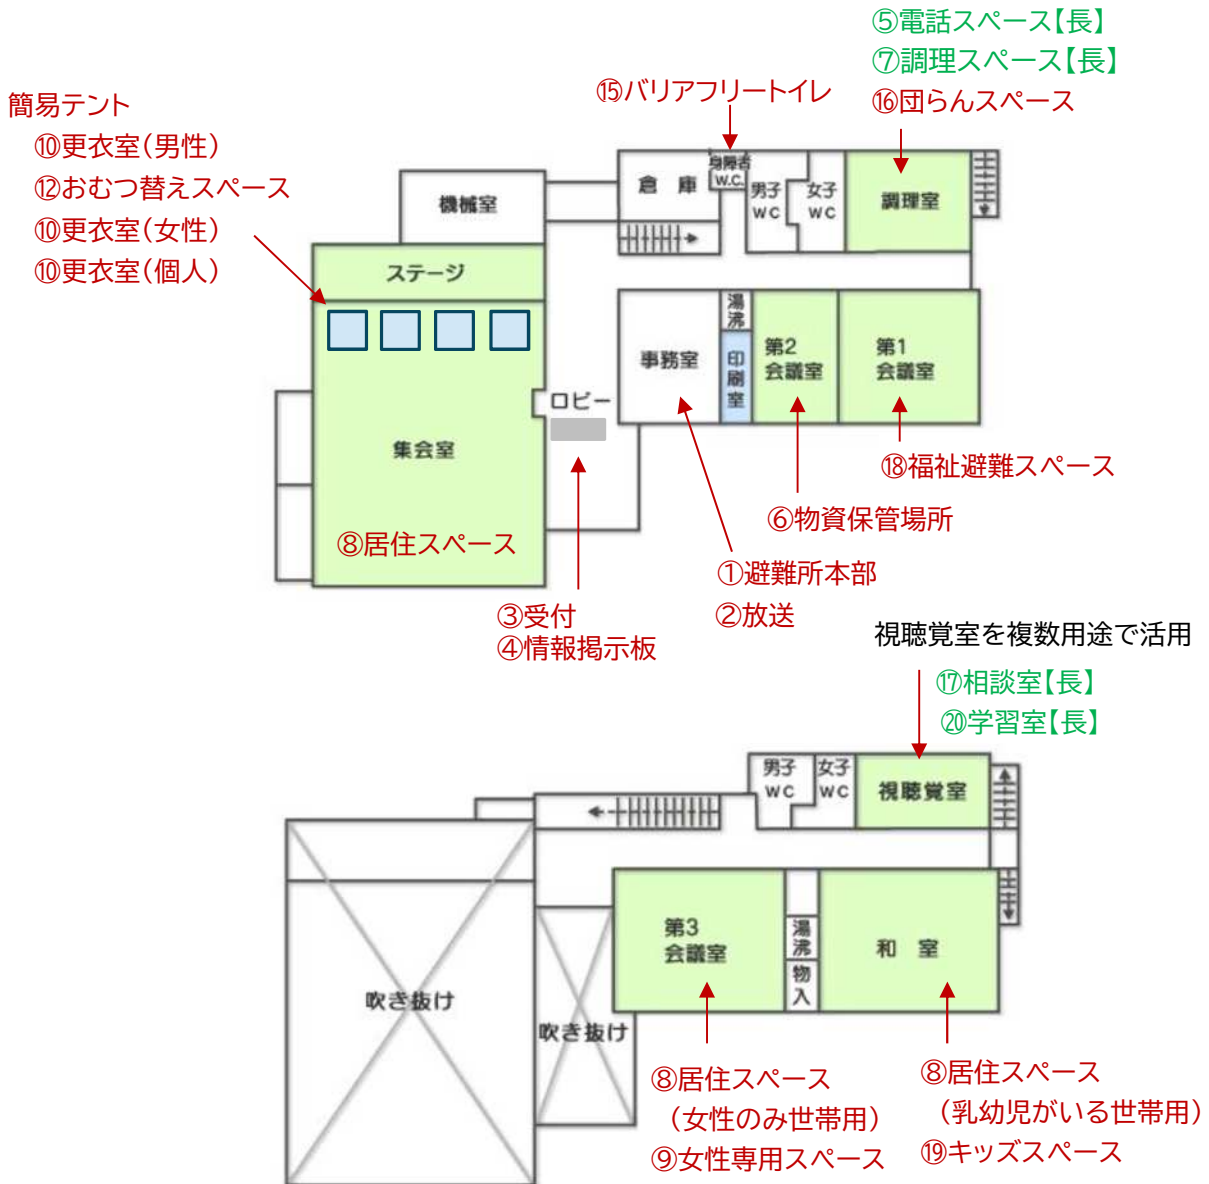 ⑤電話スペース【長】
⑦調理スペース【長】
⑯団らんスペース
⑮バリアフリートイレ
簡易テント
⑩更衣室（男性）
⑫おむつ替えスペース
⑩更衣室（女性）
⑩更衣室（個人）
機械室
倉 庫
身障者
W.C.
男子
WC
女子
WC
調理室
ステージ
集会室
⑧居住スペース
ロビー
事務室
湯沸
印刷室
第2
会議室
第1
会議室
⑱福祉避難スペース
⑥物資保管場所
①避難所本部
②放送
③受付
④情報掲示板
視聴覚室を複数用途で活用
⑰相談室【長】
⑳学習室【長】
男子
WC
女子
WC
視聴覚室
吹き抜け
吹き抜け
第3
会議室
湯沸
物入
和 室
⑧居住スペース
（女性のみ世帯用）
⑨女性専用スペース
⑧居住スペース
（乳幼児がいる世帯用）
⑲キッズスペース